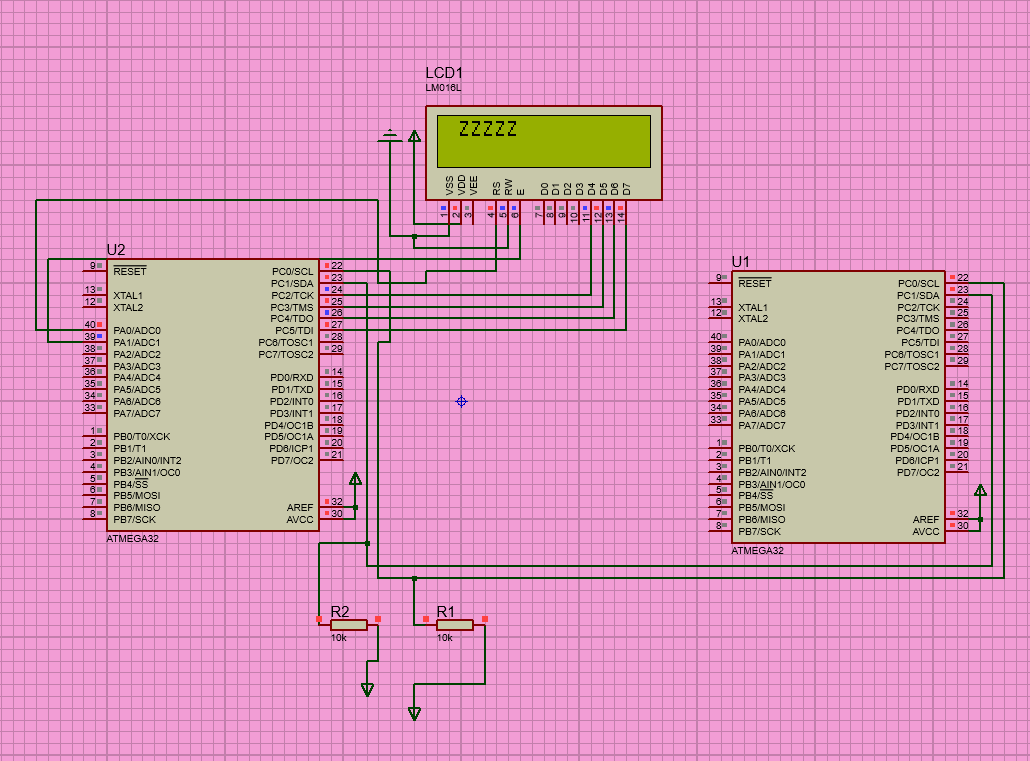 LCD1
LM016L
ZZZZZ
VSS
VDD
VEE
RS
RW
E
D0
D1
D2
D3
D4
D5
D6
D7
1
2
3
4
5
6
7
8
9
10
11
12
13
14
U2
9 RESET
13 XTAL1
12 XTAL2
40 PA0/ADC0
39 PA1/ADC1
38 PA2/ADC2
37 PA3/ADC3
36 PA4/ADC4
35 PA5/ADC5
34 PA6/ADC6
33 PA7/ADC7
1 PB0/T0/XCK
2 PB1/T1
3 PB2/AIN0/INT2
4 PB3/AIN1/OC0
5 PB4/SS
6 PB5/MOSI
7 PB6/MISO
8 PB7/SCK
PC0/SCL 22
PC1/SDA 23
PC2/TCK 24
PC3/TMS 25
PC4/TDO 26
PC5/TDI 27
PC6/TOSC1 28
PC7/TOSC2 29
PD0/RXD 14
PD1/TXD 15
PD2/INT0 16
PD3/INT1 17
PD4/OC1B 18
PD5/OC1A 19
PD6/ICP1 20
PD7/OC2 21
AREF 32
AVCC 30
ATMEGA32
U1
9 RESET
13 XTAL1
12 XTAL2
40 PA0/ADC0
39 PA1/ADC1
38 PA2/ADC2
37 PA3/ADC3
36 PA4/ADC4
35 PA5/ADC5
34 PA6/ADC6
33 PA7/ADC7
1 PB0/T0/XCK
2 PB1/T1
3 PB2/AIN0/INT2
4 PB3/AIN1/OC0
5 PB4/SS
6 PB5/MOSI
7 PB6/MISO
8 PB7/SCK
PC0/SCL 22
PC1/SDA 23
PC2/TCK 24
PC3/TMS 25
PC4/TDO 26
PC5/TDI 27
PC6/TOSC1 28
PC7/TOSC2 29
PD0/RXD 14
PD1/TXD 15
PD2/INT0 16
PD3/INT1 17
PD4/OC1B 18
PD5/OC1A 19
PD6/ICP1 20
PD7/OC2 21
AREF 32
AVCC 30
ATMEGA32
R2
10k
R1
10k